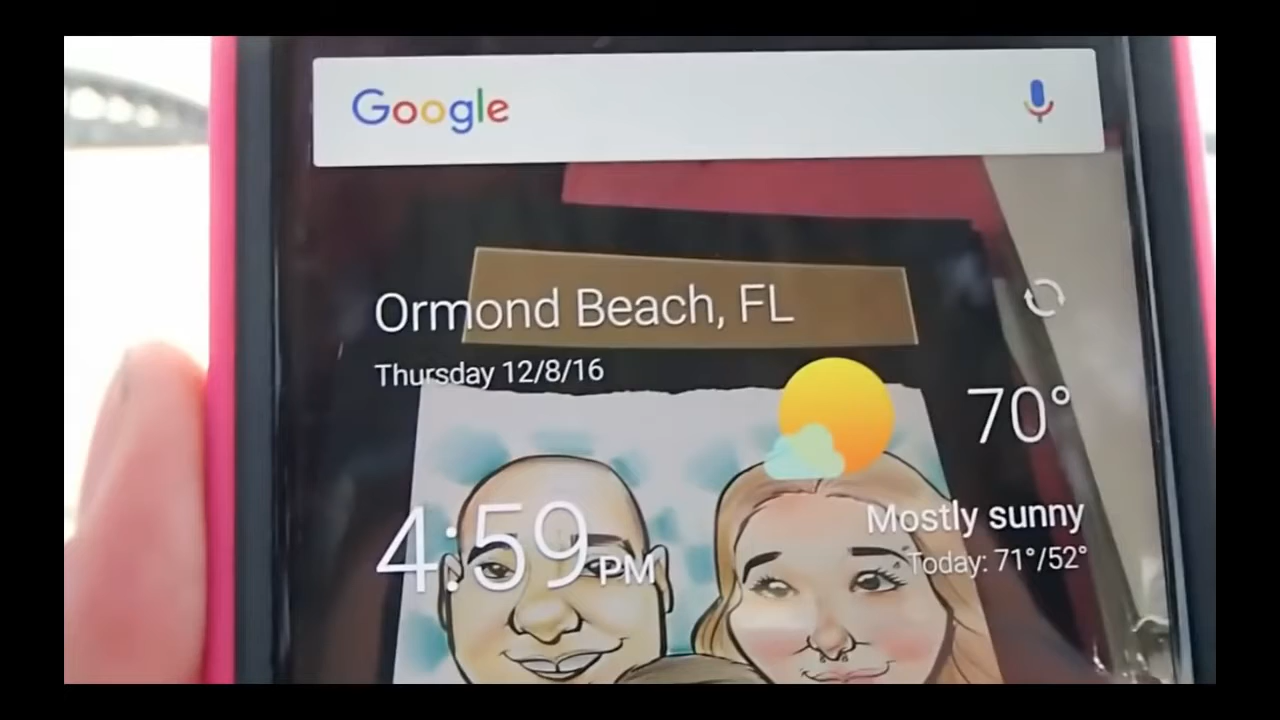 Google
Ormond Beach, FL
Thursday 12/8/16
70°
4:59 PM
Mostly sunny
Today: 71°/52°